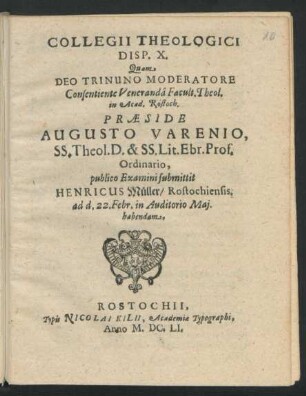 10
COLLEGII THEOLOGICI
DISP. X.
Quam
DEO TRINUNO MODERATORE
Consentiente Venerandâ Facult. Theol.
in Acad. Rostoch.
PRÆSIDE
AUGUSTO VARENIO,
SS. Theol. D. & SS. Lit. Ebr. Prof.
Ordinario,
publico Examini submittit
HENRICUS Müller/ Rostochiensis,
ad d. 22. Febr. in Auditorio Maj.
habendam.
ROSTOCHII,
Typis NICOLAI KILII, Academiæ Typographi,
Anno M. DC. LI.